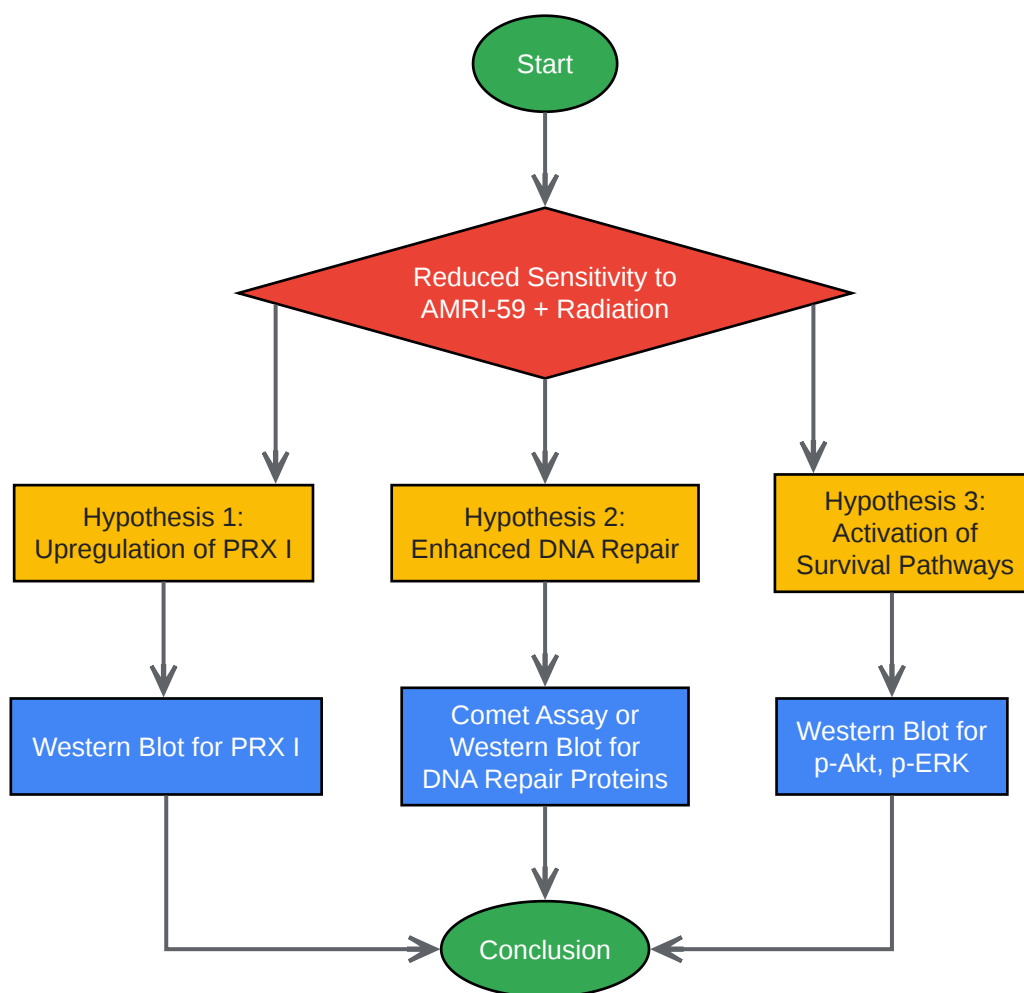 Start
Reduced Sensitivity to
AMRI-59 + Radiation
Hypothesis 1:
Upregulation of PRX I
Hypothesis 2:
Enhanced DNA Repair
Hypothesis 3:
Activation of
Survival Pathways
Western Blot for PRX I
Comet Assay or
Western Blot for
DNA Repair Proteins
Western Blot for
p-Akt, p-ERK
Conclusion